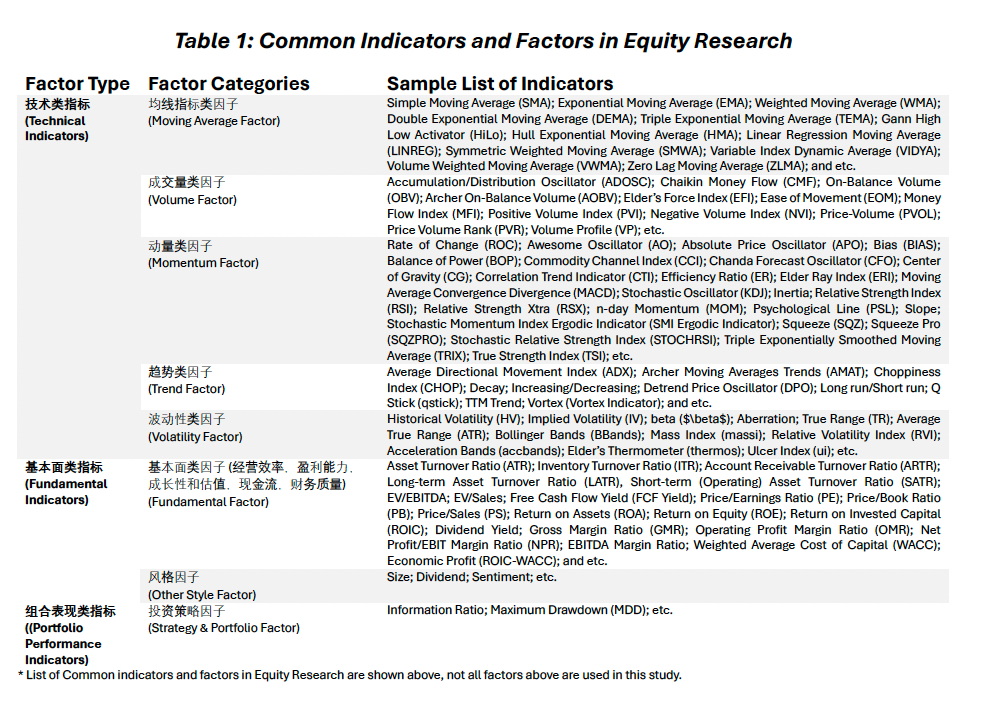 Table 1: Common Indicators and Factors in Equity Research
Factor Type Factor Categories Sample List of Indicators
技术类指标
(Technical
Indicators)
均线指标类因子
(Moving Average Factor)
Simple Moving Average (SMA); Exponential Moving Average (EMA); Weighted Moving Average (WMA);
Double Exponential Moving Average (DEMA); Triple Exponential Moving Average (TEMA); Gann High
Low Activator (HiLo); Hull Exponential Moving Average (HMA); Linear Regression Moving Average
(LINREG); Symmetric Weighted Moving Average (SMWA); Variable Index Dynamic Average (VIDYA);
Volume Weighted Moving Average (VWMA); Zero Lag Moving Average (ZLMA); and etc.
成交量类因子
(Volume Factor)
Accumulation/Distribution Oscillator (ADOSC); Chaikin Money Flow (CMF); On-Balance Volume
(OBV); Archer On-Balance Volume (AOBV); Elder’s Force Index (EFI); Ease of Movement (EOM); Money
Flow Index (MFI); Positive Volume Index (PVI); Negative Volume Index (NVI); Price-Volume (PVOL);
Price Volume Rank (PVR); Volume Profile (VP); etc.
动量类因子
(Momentum Factor)
Rate of Change (ROC); Awesome Oscillator (AO); Absolute Price Oscillator (APO); Bias (BIAS);
Balance of Power (BOP); Commodity Channel Index (CCI); Chanda Forecast Oscillator (CFO); Center
of Gravity (CG); Correlation Trend Indicator (CTI); Efficiency Ratio (ER); Elder Ray Index (ERI); Moving
Average Convergence Divergence (MACD); Stochastic Oscillator (KDJ); Inertia; Relative Strength Index
(RSI); Relative Strength Xtra (RSX); n-day Momentum (MOM); Psychological Line (PSL); Slope;
Stochastic Momentum Index Ergodic Indicator (SMI Ergodic Indicator); Squeeze (SQZ); Squeeze Pro
(SQZPRO); Stochastic Relative Strength Index (STOCHRSI); Triple Exponentially Smoothed Moving
Average (TRIX); True Strength Index (TSI); etc.
趋势类因子
(Trend Factor)
Average Directional Movement Index (ADX); Archer Moving Averages Trends (AMAT); Choppiness
Index (CHOP); Decay; Increasing/Decreasing; Detrend Price Oscillator (DPO); Long run/Short run; Q
Stick (qstick); TTM Trend; Vortex (Vortex Indicator); and etc.
波动性类因子
(Volatility Factor)
Historical Volatility (HV); Implied Volatility (IV); beta ($\beta$); Aberration; True Range (TR); Average
True Range (ATR); Bollinger Bands (BBands); Mass Index (massi); Relative Volatility Index (RVI);
Acceleration Bands (accbands); Elder’s Thermometer (thermos); Ulcer Index (ui); etc.
基本面类指标
(Fundamental
Indicators)
基本面类因子 (经营效率、盈利能力、
成长性和估值、现金流、财务质量)
(Fundamental Factor)
Asset Turnover Ratio (ATR); Inventory Turnover Ratio (ITR); Account Receivable Turnover Ratio (ARTR);
Long-term Asset Turnover Ratio (LATR), Short-term (Operating) Asset Turnover Ratio (SATR);
EV/EBITDA; EV/Sales; Free Cash Flow Yield (FCF Yield); Price/Earnings Ratio (PE); Price/Book Ratio
(PB); Price/Sales (PS); Return on Assets (ROA); Return on Equity (ROE); Return on Invested Capital
(ROIC); Dividend Yield; Gross Margin Ratio (GMR); Operating Profit Margin Ratio (OMR); Net
Profit/EBIT Margin Ratio (NPR); EBITDA Margin Ratio; Weighted Average Cost of Capital (WACC);
Economic Profit (ROIC-WACC); and etc.
风格因子
(Other Style Factor)
Size; Dividend; Sentiment; etc.
组合表现类指标
((Portfolio
Performance
Indicators)
投资策略因子
(Strategy & Portfolio Factor)
Information Ratio; Maximum Drawdown (MDD); etc.
* List of Common indicators and factors in Equity Research are shown above, not all factors above are used in this study.